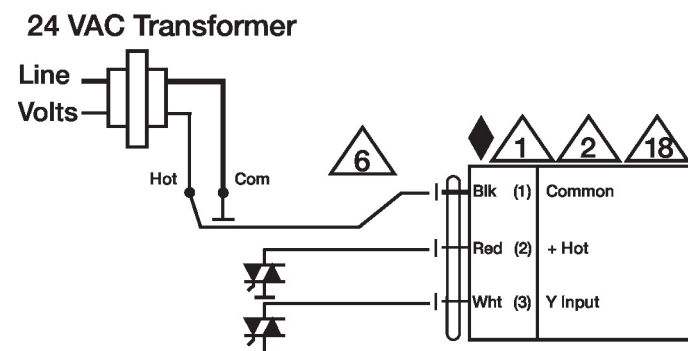 24 VAC Transformer
Line
Volts
Hot
Com
6
1
2
18
Blk (1) Common
Red (2) + Hot
Wht (3) Y Input